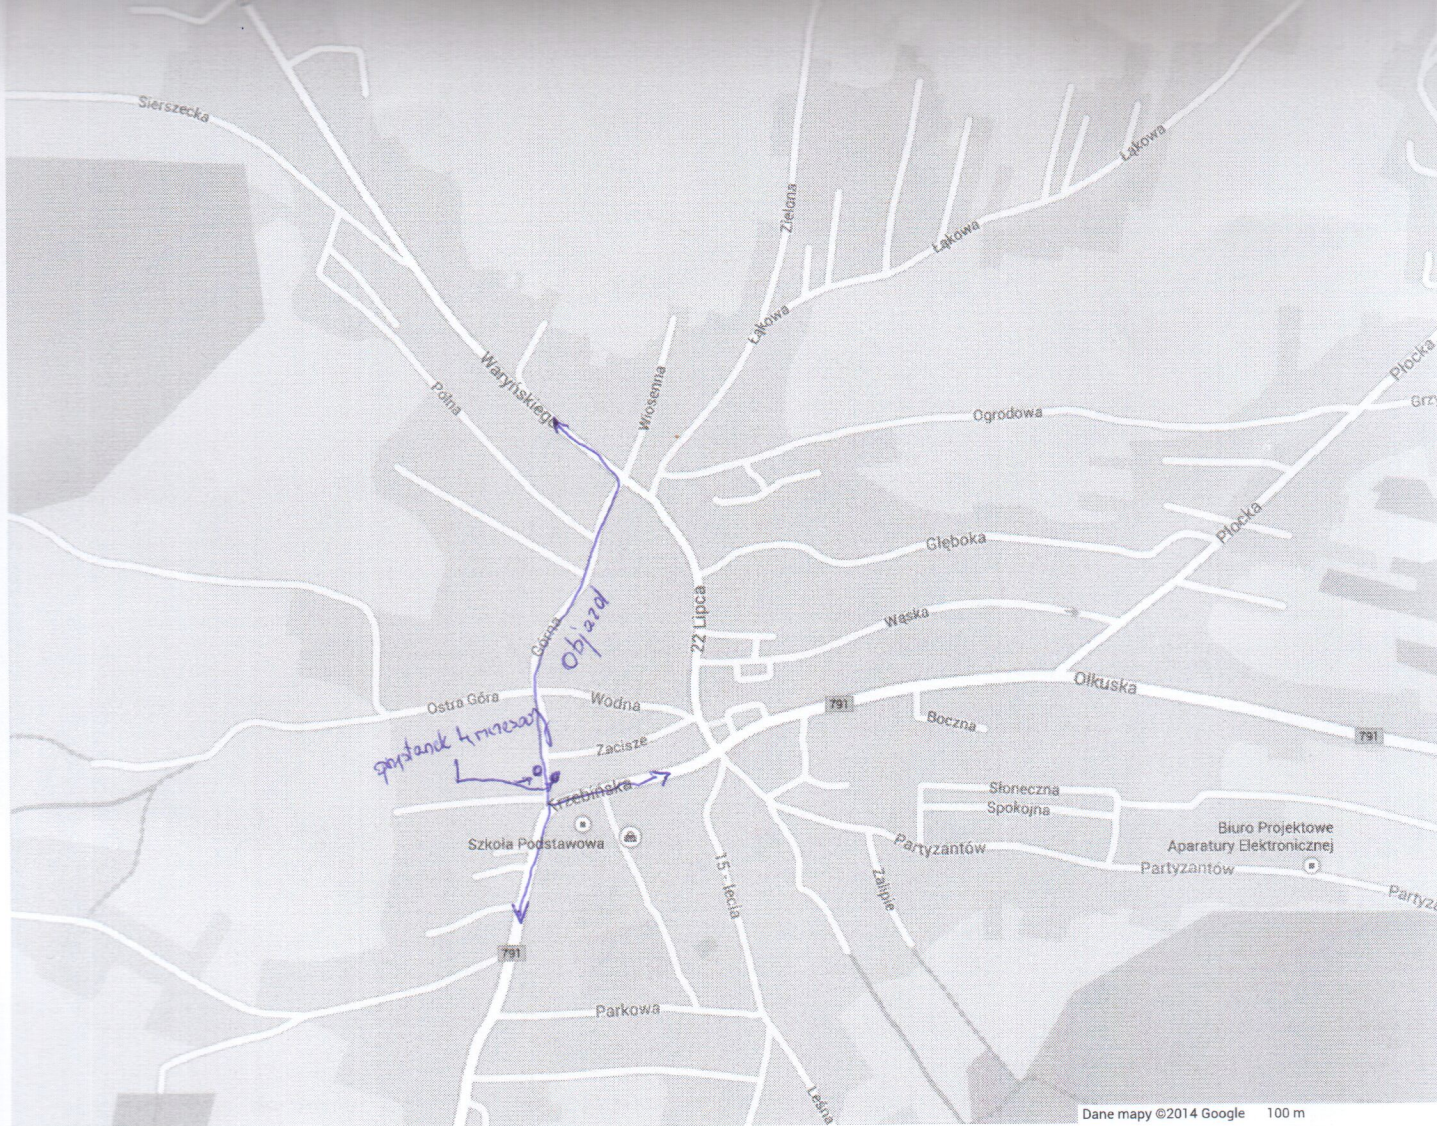 Sierszecka
Zielona
Łąkowa
Łąkowa
Łąkowa
Waryńskiego
Polna
Wiosenna
Płocka
Ogrodowa
Płocka
Głęboka
22 Lipca
Wąska
Górna
Objazd
Olkuska
791
791
Ostra Góra
Wodna
Boczna
przystanek
Zacisze
Trzebińska
Słoneczna
Spokojna
Szkoła Podstawowa
Biuro Projektowe
Aparatury Elektronicznej
Partyzantów
Partyzantów
15 - lecia
Zalipie
791
Parkowa
Leśna
Dane mapy ©2014 Google 100 m